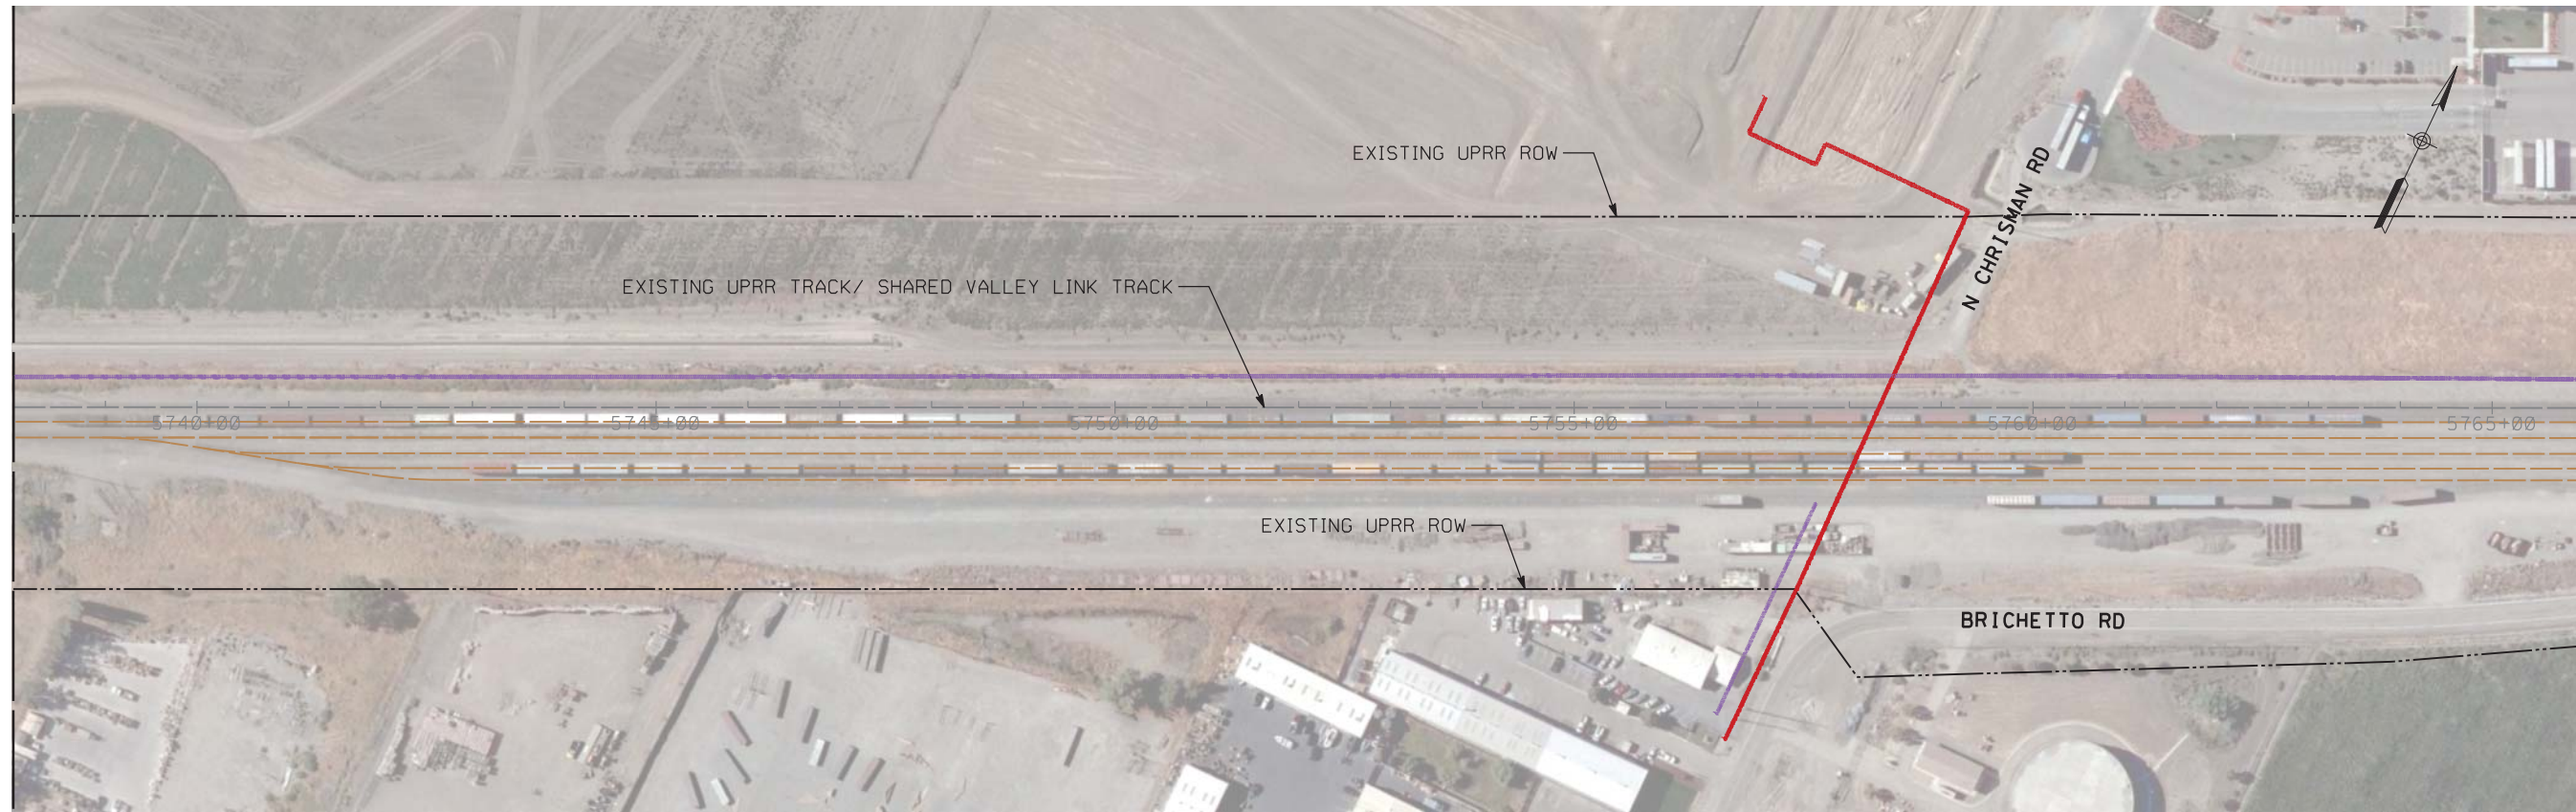 EXISTING UPRR ROW
N CHRISMAN RD
EXISTING UPRR TRACK/ SHARED VALLEY LINK TRACK
5740+00
5745+00
5750+00
5755+00
5760+00
5765+00
EXISTING UPRR ROW
BRICHETTO RD